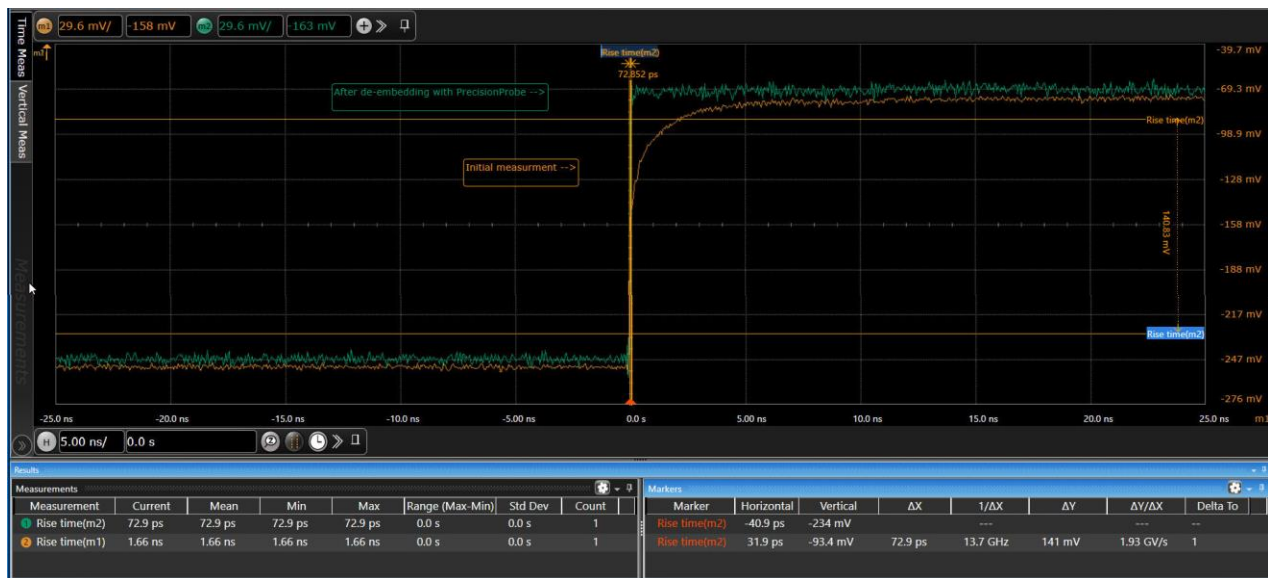 Time Meas
Vertical Meas
Measurements
m1 29.6 mV/ -158 mV m2 29.6 mV/ -163 mV
m1
Rise time(m2)
72.852 ps
After de-embedding with PrecisionProbe -->
Initial measurment -->
-39.7 mV
-69.3 mV
Rise time(m2)
-98.9 mV
-128 mV
-158 mV
140.83 mV
-188 mV
-217 mV
Rise time(m2)
-247 mV
-276 mV
-25.0 ns -20.0 ns -15.0 ns -10.0 ns -5.00 ns 0.0 s 5.00 ns 10.0 ns 15.0 ns 20.0 ns 25.0 ns m1
H 5.00 ns/ 0.0 s
Results
Measurements
Measurement Current Mean Min Max Range (Max-Min) Std Dev Count
1 Rise time(m2) 72.9 ps 72.9 ps 72.9 ps 72.9 ps 0.0 s 0.0 s 1
2 Rise time(m1) 1.66 ns 1.66 ns 1.66 ns 1.66 ns 0.0 s 0.0 s 1
Markers
Marker Horizontal Vertical ΔX 1/ΔX ΔY ΔY/ΔX Delta To
Rise time(m2) -40.9 ps -234 mV --- --- --
Rise time(m2) 31.9 ps -93.4 mV 72.9 ps 13.7 GHz 141 mV 1.93 GV/s 1